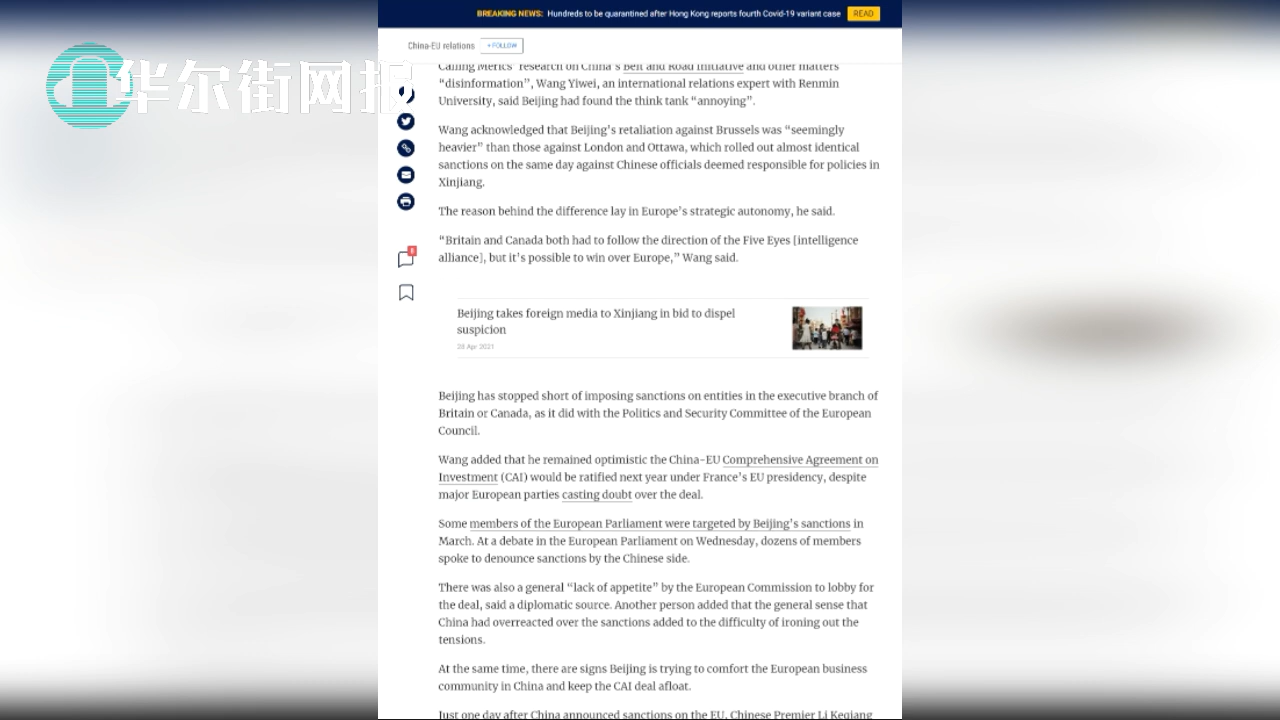 BREAKING NEWS: Hundreds to be quarantined after Hong Kong reports fourth Covid-19 variant case READ
China-EU relations + FOLLOW
华尔街网报
Calling Merics' research on China's Belt and Road Initiative and other matters
“disinformation”, Wang Yiwei, an international relations expert with Renmin
University, said Beijing had found the think tank “annoying”.
Wang acknowledged that Beijing's retaliation against Brussels was “seemingly
heavier” than those against London and Ottawa, which rolled out almost identical
sanctions on the same day against Chinese officials deemed responsible for policies in
Xinjiang.
The reason behind the difference lay in Europe's strategic autonomy, he said.
“Britain and Canada both had to follow the direction of the Five Eyes [intelligence
alliance], but it's possible to win over Europe,” Wang said.
Beijing takes foreign media to Xinjiang in bid to dispel
suspicion
Apr 2021
Beijing has stopped short of imposing sanctions on entities in the executive branch of
Britain or Canada, as it did with the Politics and Security Committee of the European
Council.
Wang added that he remained optimistic the China-EU Comprehensive Agreement on
Investment (CAI) would be ratified next year under France's EU presidency, despite
major European parties casting doubt over the deal.
Some members of the European Parliament were targeted by Beijing's sanctions in
March. At a debate in the European Parliament on Wednesday, dozens of members
spoke to denounce sanctions by the Chinese side.
There was also a general “lack of appetite” by the European Commission to lobby for
the deal, said a diplomatic source. Another person added that the general sense that
China had overreacted over the sanctions added to the difficulty of ironing out the
tensions.
At the same time, there are signs Beijing is trying to comfort the European business
community in China and keep the CAI deal afloat.
Just one day after China announced sanctions on the EU, Chinese Premier Li Keqiang